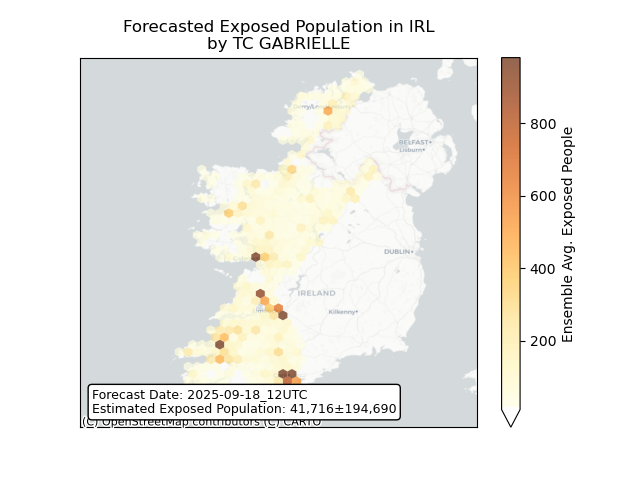 Forecasted Exposed Population in IRL
by TC GABRIELLE
BELFAST
Lisburn
DUBLIN
IRELAND
Kilkenny
800
600
400
200
Ensemble Avg. Exposed People
Forecast Date: 2025-09-18_12UTC
Estimated Exposed Population: 41,716±194,690
(C) OpenStreetMap contributors (C) CARTO